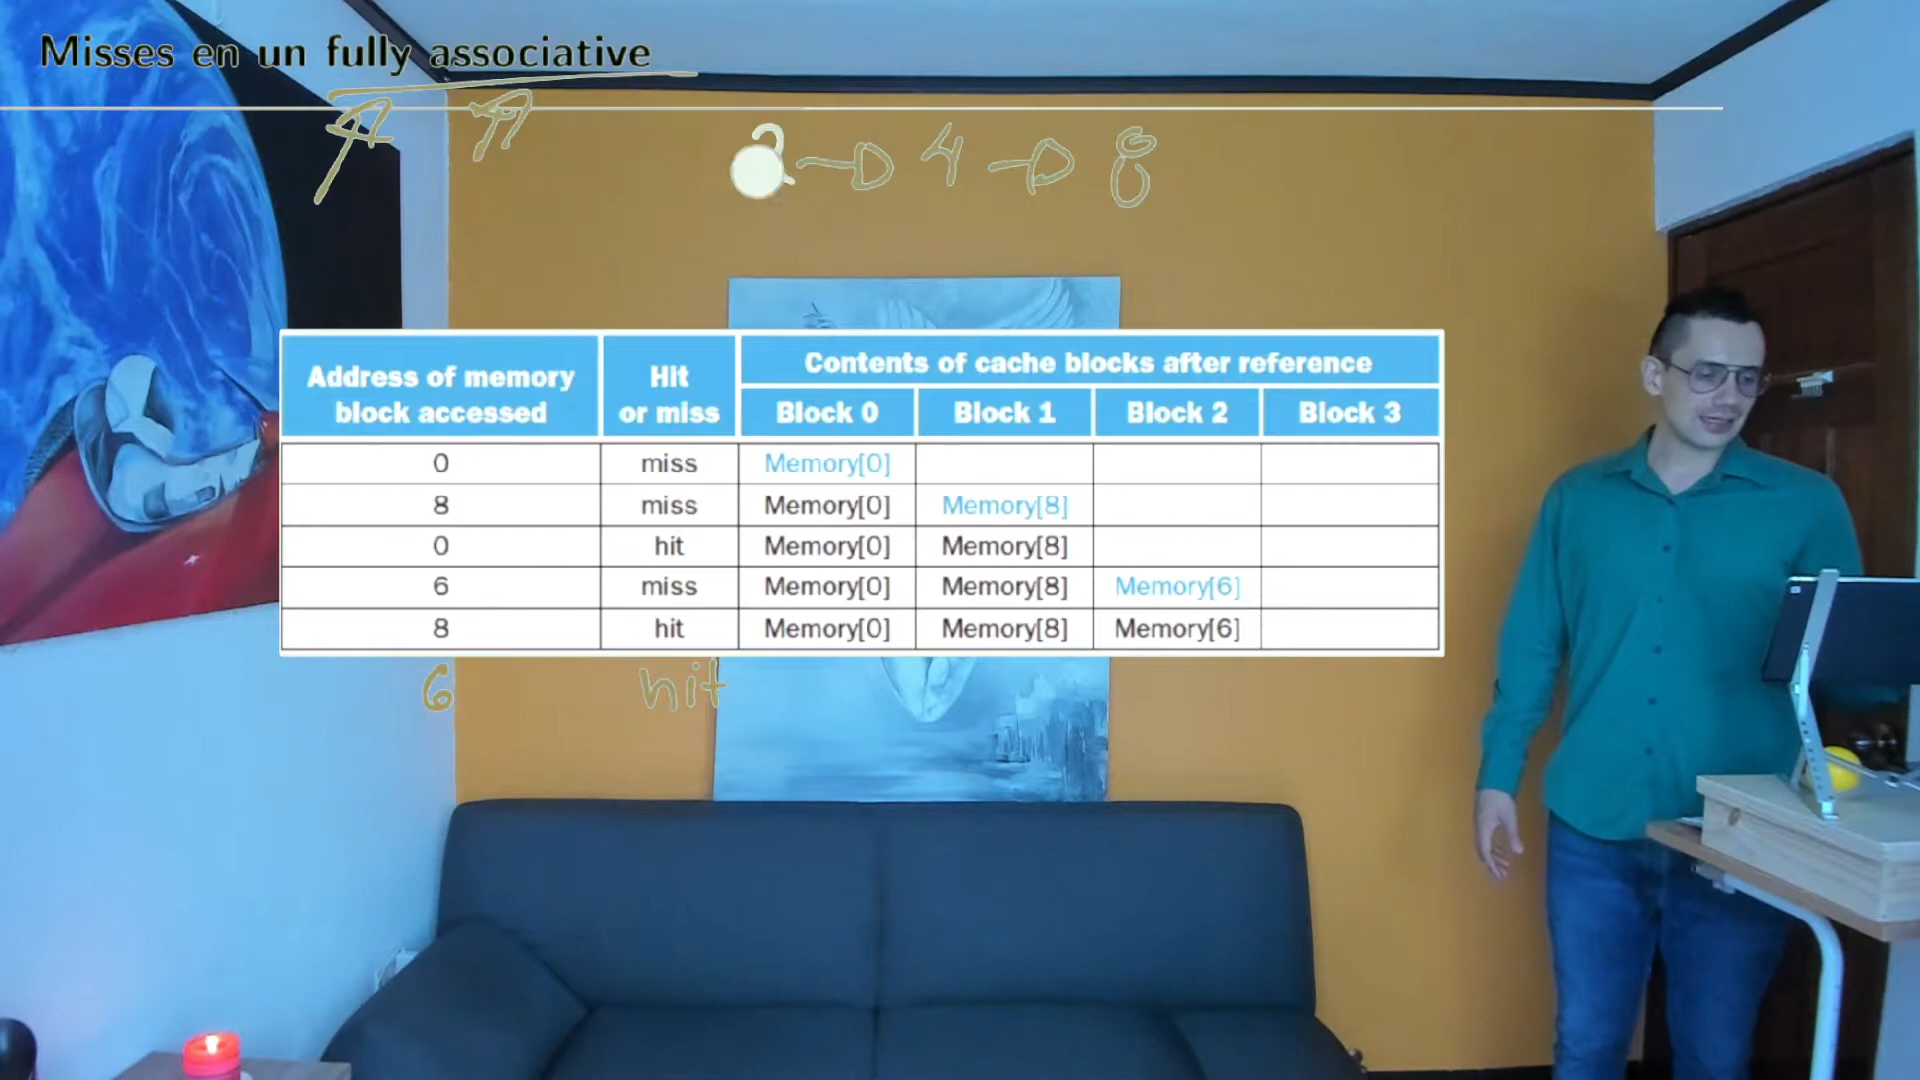 Misses en un fully associative
2 → 4 → 8
Address of memory block accessed | Hit or miss | Contents of cache blocks after reference
Block 0 | Block 1 | Block 2 | Block 3
0 | miss | Memory[0]
8 | miss | Memory[0] | Memory[8]
0 | hit | Memory[0] | Memory[8]
6 | miss | Memory[0] | Memory[8] | Memory[6]
8 | hit | Memory[0] | Memory[8] | Memory[6]
6 hit